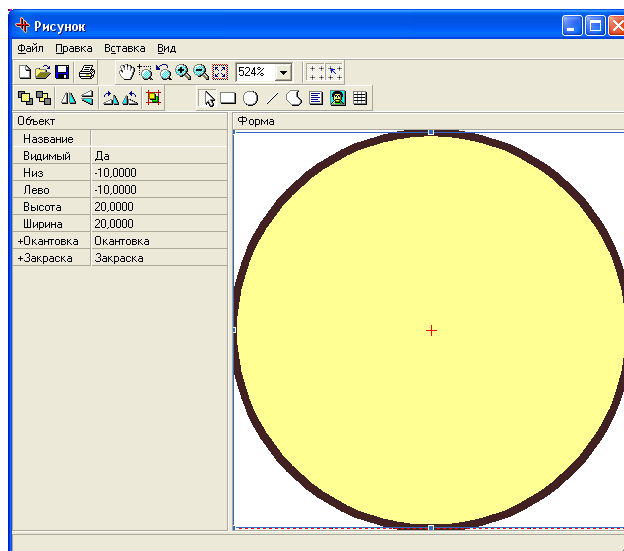 Рисунок
Файл Правка Вставка Вид
524%
Объект Форма
Название
Видимый Да
Низ -10,0000
Лево -10,0000
Высота 20,0000
Ширина 20,0000
+Окантовка Окантовка
+Закраска Закраска